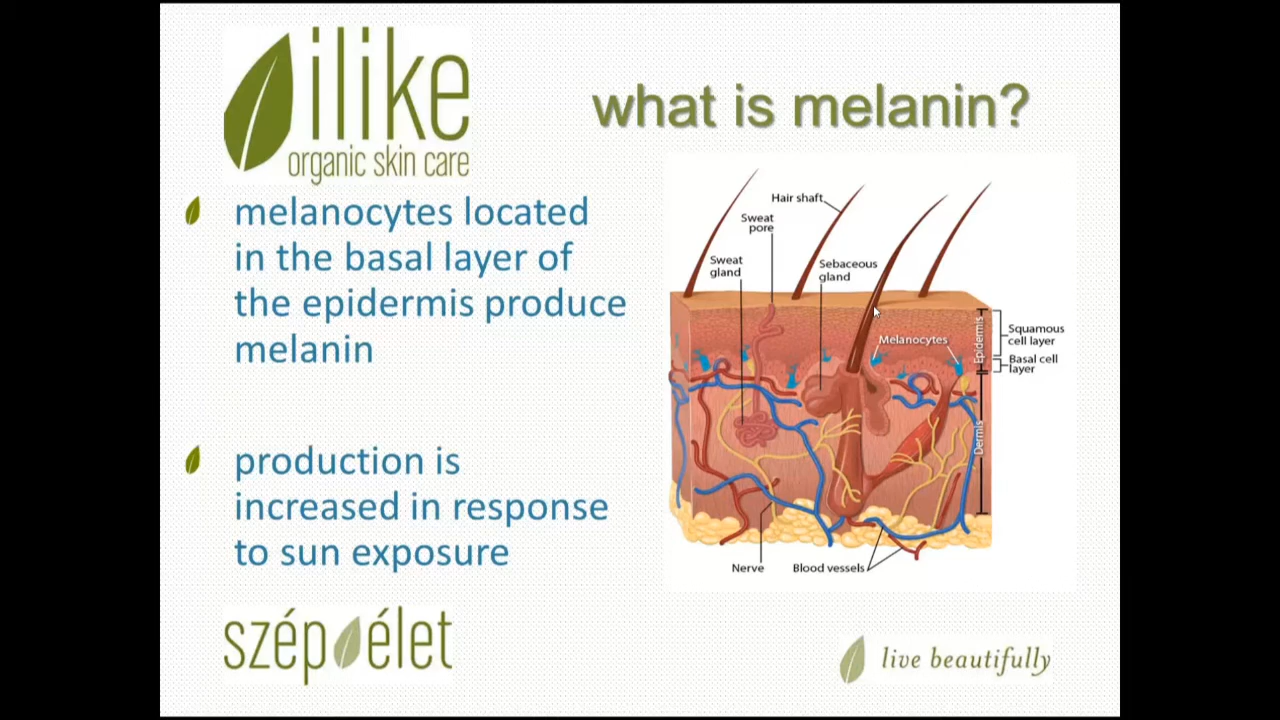 ilike
organic skin care
what is melanin?
melanocytes located
in the basal layer of
the epidermis produce
melanin
production is
increased in response
to sun exposure
Hair shaft
Sweat
pore
Sweat
gland
Sebaceous
gland
Melanocytes
Epidermis
Squamous
cell layer
Basal cell
layer
Dermis
Nerve
Blood vessels
szép élet
live beautifully